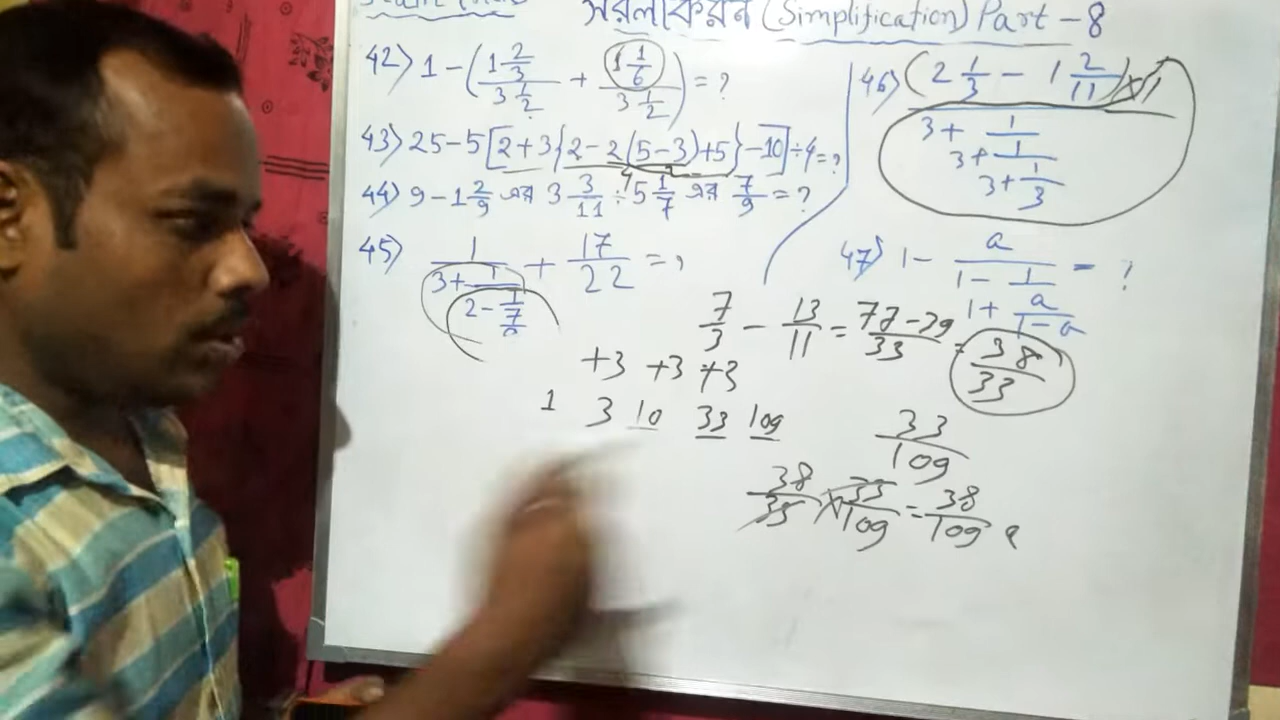 সরলীকরন (Simplification) Part - 8
42) 1 - (1 2/3 / 3 1/2 + 1 1/6 / 3 1/2) = ?
43) 25 - 5 [2 + 3 {2 - 2 (5 - 3) + 5} - 10] ÷ 4 = ?
44) 9 - 1 2/9 এর 3 3/11 ÷ 5 1/7 এর 7/9 = ?
45) 1 / (3 + 1 / (2 - 1 / (7/9))) + 17/22 = ?
46) (2 1/3 - 1 2/11) / (3 + 1 / (3 + 1 / (3 + 1/3)))
47) 1 - a / (1 - 1 / (1 + a / (1 - a))) = ?
7/3 - 13/11 = 77 - 39 / 33 = 38/33
+3 +3 +3
1 3 10 33 109
33/109
38/33 × 33/109 = 38/109